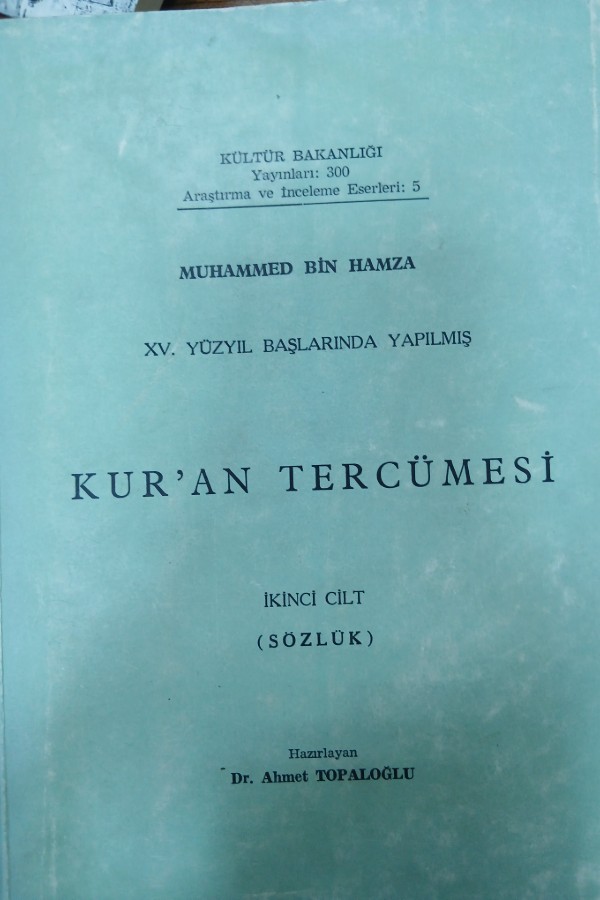 KÜLTÜR BAKANLIĞI
Yayınları: 300
Araştırma ve İnceleme Eserleri: 5
MUHAMMED BİN HAMZA
XV. YÜZYIL BAŞLARINDA YAPILMIŞ
KUR'AN TERCÜMESİ
İKİNCİ CİLT
(SÖZLÜK)
Hazırlayan
Dr. Ahmet TOPALOĞLU